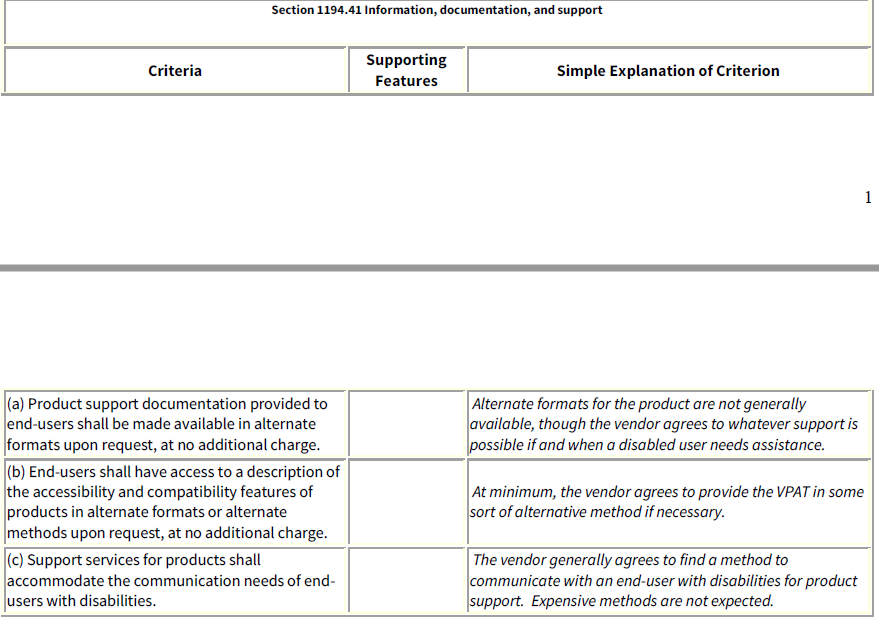 Section 1194.41 Information, documentation, and support
Criteria
Supporting
Features
Simple Explanation of Criterion
1
(a) Product support documentation provided to
end-users shall be made available in alternate
formats upon request, at no additional charge.
Alternate formats for the product are not generally
available, though the vendor agrees to whatever support is
possible if and when a disabled user needs assistance.
(b) End-users shall have access to a description of
the accessibility and compatibility features of
products in alternate formats or alternate
methods upon request, at no additional charge.
At minimum, the vendor agrees to provide the VPAT in some
sort of alternative method if necessary.
(c) Support services for products shall
accommodate the communication needs of end-
users with disabilities.
The vendor generally agrees to find a method to
communicate with an end-user with disabilities for product
support.  Expensive methods are not expected.